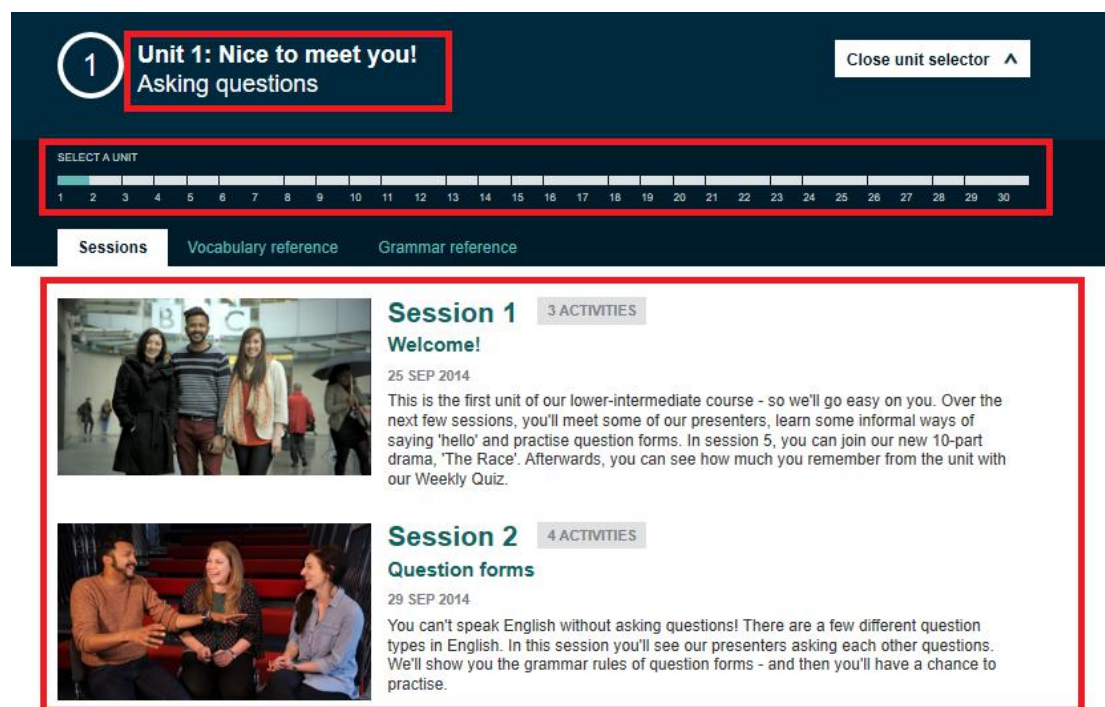 1
Unit 1: Nice to meet you!
Asking questions
Close unit selector
SELECT A UNIT
1 2 3 4 5 6 7 8 9 10 11 12 13 14 15 16 17 18 19 20 21 22 23 24 25 26 27 28 29 30
Sessions Vocabulary reference Grammar reference
B B C
Session 1 3 ACTIVITIES
Welcome!
25 SEP 2014
This is the first unit of our lower-intermediate course - so we'll go easy on you. Over the
next few sessions, you'll meet some of our presenters, learn some informal ways of
saying 'hello' and practise question forms. In session 5, you can join our new 10-part
drama, 'The Race'. Afterwards, you can see how much you remember from the unit with
our Weekly Quiz.
Session 2 4 ACTIVITIES
Question forms
29 SEP 2014
You can't speak English without asking questions! There are a few different question
types in English. In this session you'll see our presenters asking each other questions.
We'll show you the grammar rules of question forms - and then you'll have a chance to
practise.